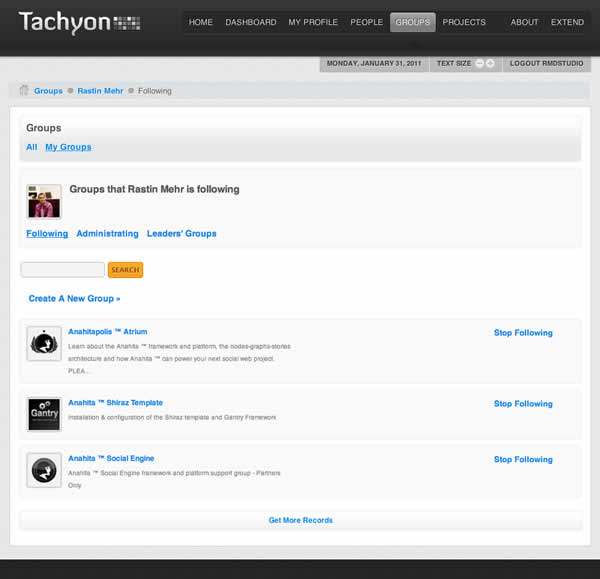 Tachyon
HOME DASHBOARD MY PROFILE PEOPLE GROUPS PROJECTS ABOUT EXTEND
MONDAY, JANUARY 31, 2011 TEXT SIZE LOGOUT RMDSTUDIO
Groups Rastin Mehr Following
Groups
All My Groups
Groups that Rastin Mehr is following
Following Administrating Leaders' Groups
SEARCH
Create A New Group »
Anahitapolis ™ Atrium Stop Following
Learn about the Anahita ™ framework and platform, the nodes-graphs-stories
architecture and how Anahita ™ can power your next social web project.
PLEA...
Gantry
Anahita ™ Shiraz Template Stop Following
Installation & configuration of the Shiraz template and Gantry Framework
Anahita ™ Social Engine Stop Following
Anahita ™ Social Engine framework and platform support group - Partners
Only
Get More Records